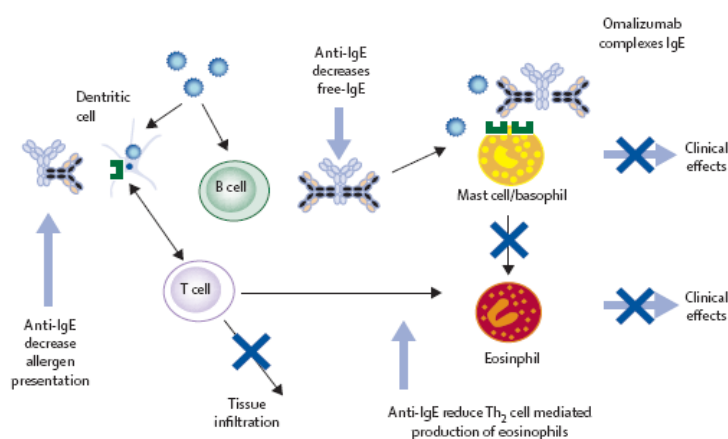 Omalizumab
complexes IgE
Anti-IgE
decreases
free-IgE
Dentritic
cell
B cell
Mast cell/basophil
Clinical
effects
T cell
Clinical
effects
Eosinphil
Anti-IgE
decrease
allergen
presentation
Tissue
infiltration
Anti-IgE reduce Th2 cell mediated
production of eosinophils